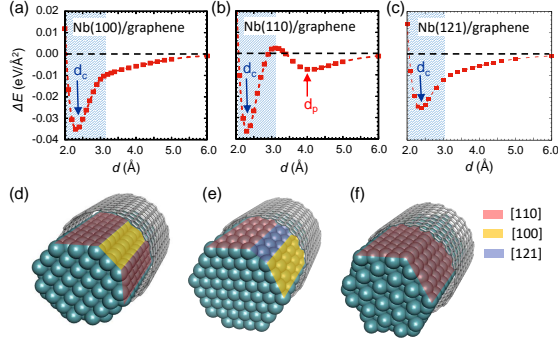 (a) Nb(100)/graphene
(b) Nb(110)/graphene
(c) Nb(121)/graphene
ΔE (eV/Å²)
0.01
0.00
-0.01
-0.02
-0.03
-0.04
d_c
2.0 3.0 4.0 5.0 6.0
d (Å)
d_c
d_p
2.0 3.0 4.0 5.0 6.0
d (Å)
d_c
2.0 3.0 4.0 5.0 6.0
d (Å)
(d)
(e)
(f)
[110]
[100]
[121]